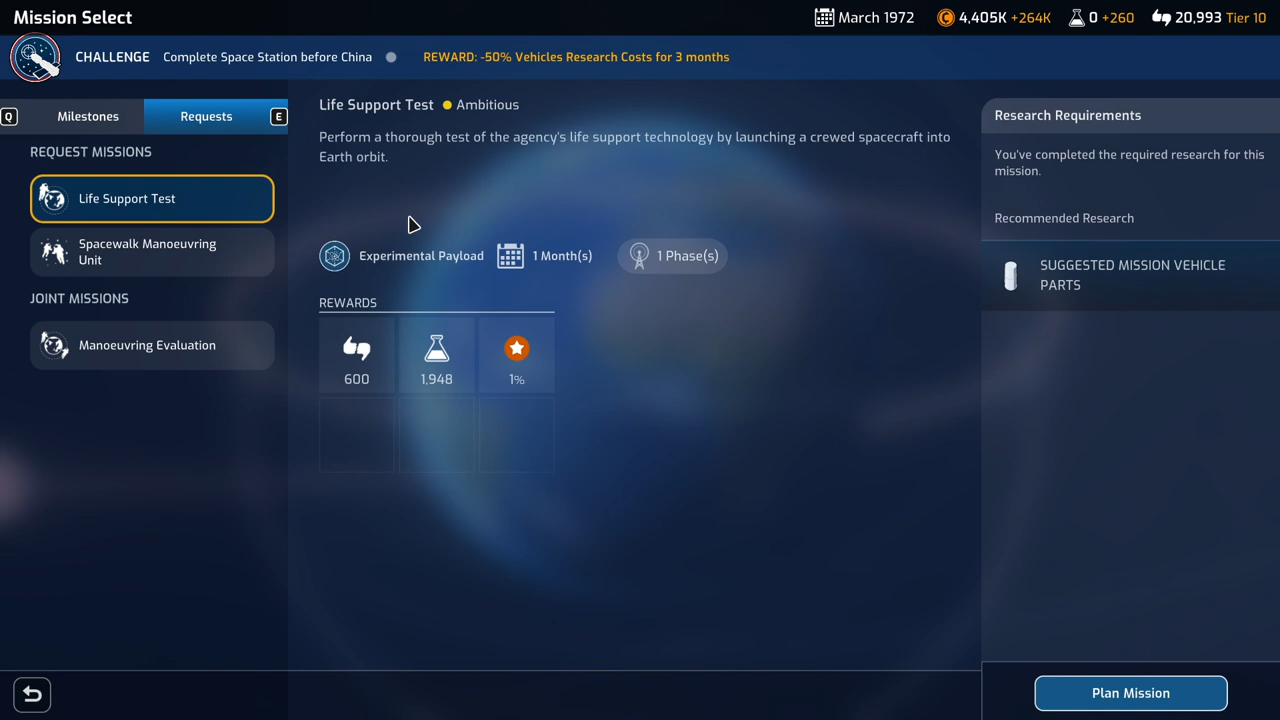 Mission Select
March 1972
4,405K +264K
0 +260
20,993 Tier 10
CHALLENGE Complete Space Station before China REWARD: -50% Vehicles Research Costs for 3 months
Q Milestones Requests E
REQUEST MISSIONS
Life Support Test
Spacewalk Manoeuvring
Unit
JOINT MISSIONS
Manoeuvring Evaluation
Life Support Test Ambitious
Perform a thorough test of the agency's life support technology by launching a crewed spacecraft into
Earth orbit.
Experimental Payload 1 Month(s) 1 Phase(s)
REWARDS
600 1,948 1%
Research Requirements
You've completed the required research for this
mission.
Recommended Research
SUGGESTED MISSION VEHICLE
PARTS
Plan Mission